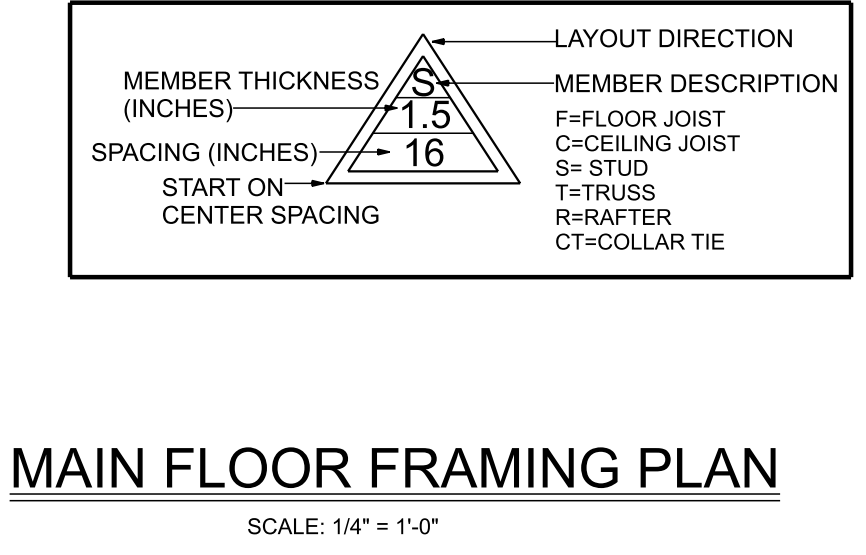 LAYOUT DIRECTION
MEMBER THICKNESS
(INCHES)
S
MEMBER DESCRIPTION
1.5
F=FLOOR JOIST
C=CEILING JOIST
S= STUD
T=TRUSS
R=RAFTER
CT=COLLAR TIE
SPACING (INCHES)
16
START ON
CENTER SPACING
MAIN FLOOR FRAMING PLAN
SCALE: 1/4" = 1'-0"